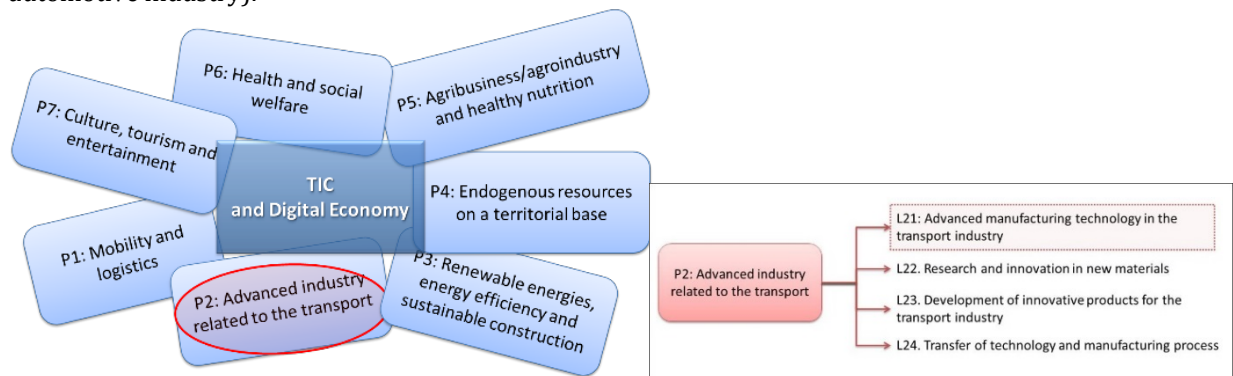 automotive industry).
P6: Health and social
welfare
P5: Agribusiness/agroindustry
and healthy nutrition
P7: Culture, tourism and
entertainment
TIC
and Digital Economy
P4: Endogenous resources
on a territorial base
P1: Mobility and
logistics
P2: Advanced industry
related to the transport
P3: Renewable energies,
energy efficiency and
sustainable construction
P2: Advanced industry
related to the transport
L21: Advanced manufacturing technology in the
transport industry
L22. Research and innovation in new materials
L23. Development of innovative products for the
transport industry
L24. Transfer of technology and manufacturing process